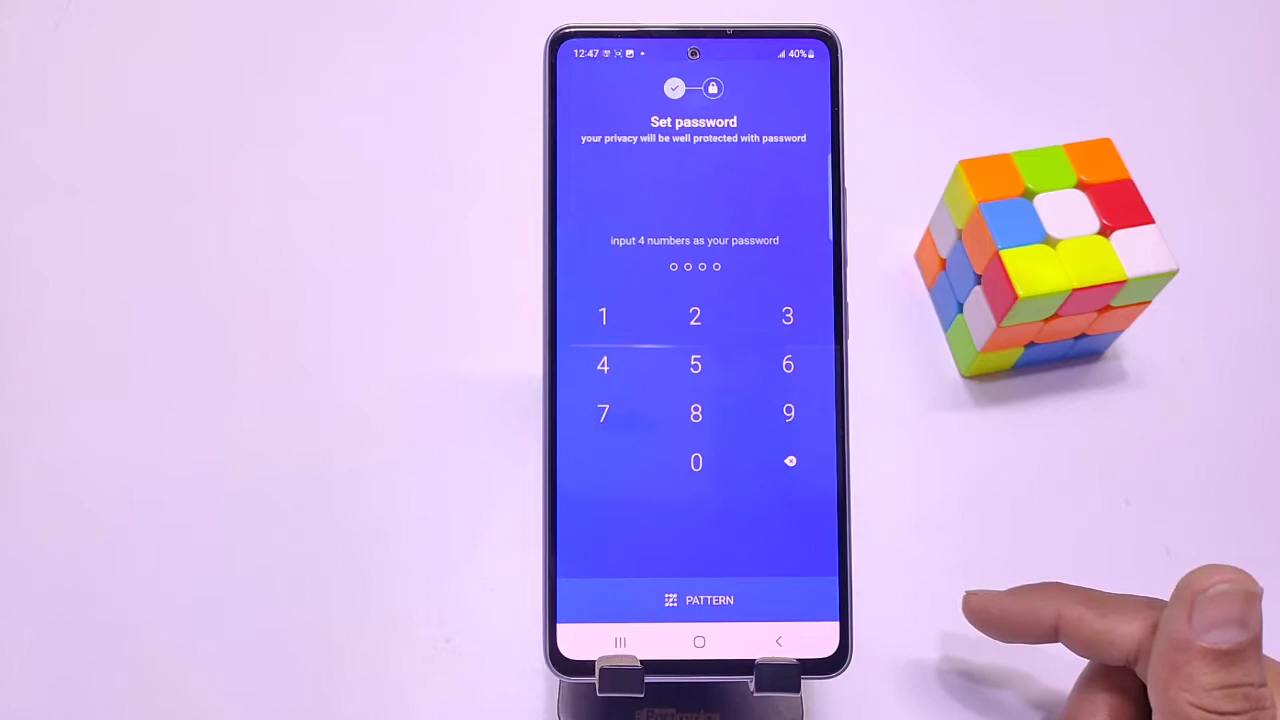 12:47 40%
Set password
your privacy will be well protected with password
input 4 numbers as your password
1 2 3
4 5 6
7 8 9
0
PATTERN
Portronics